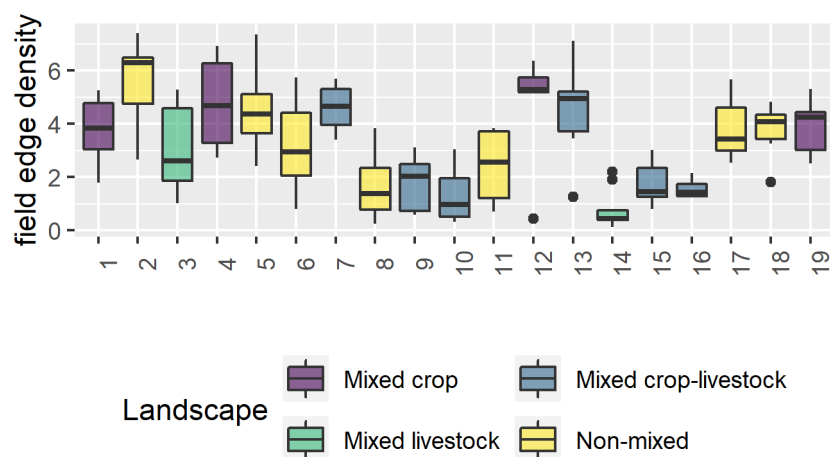 field edge density
6
4
2
0
1 2 3 4 5 6 7 8 9 10 11 12 13 14 15 16 17 18 19
Landscape
Mixed crop
Mixed crop-livestock
Mixed livestock
Non-mixed